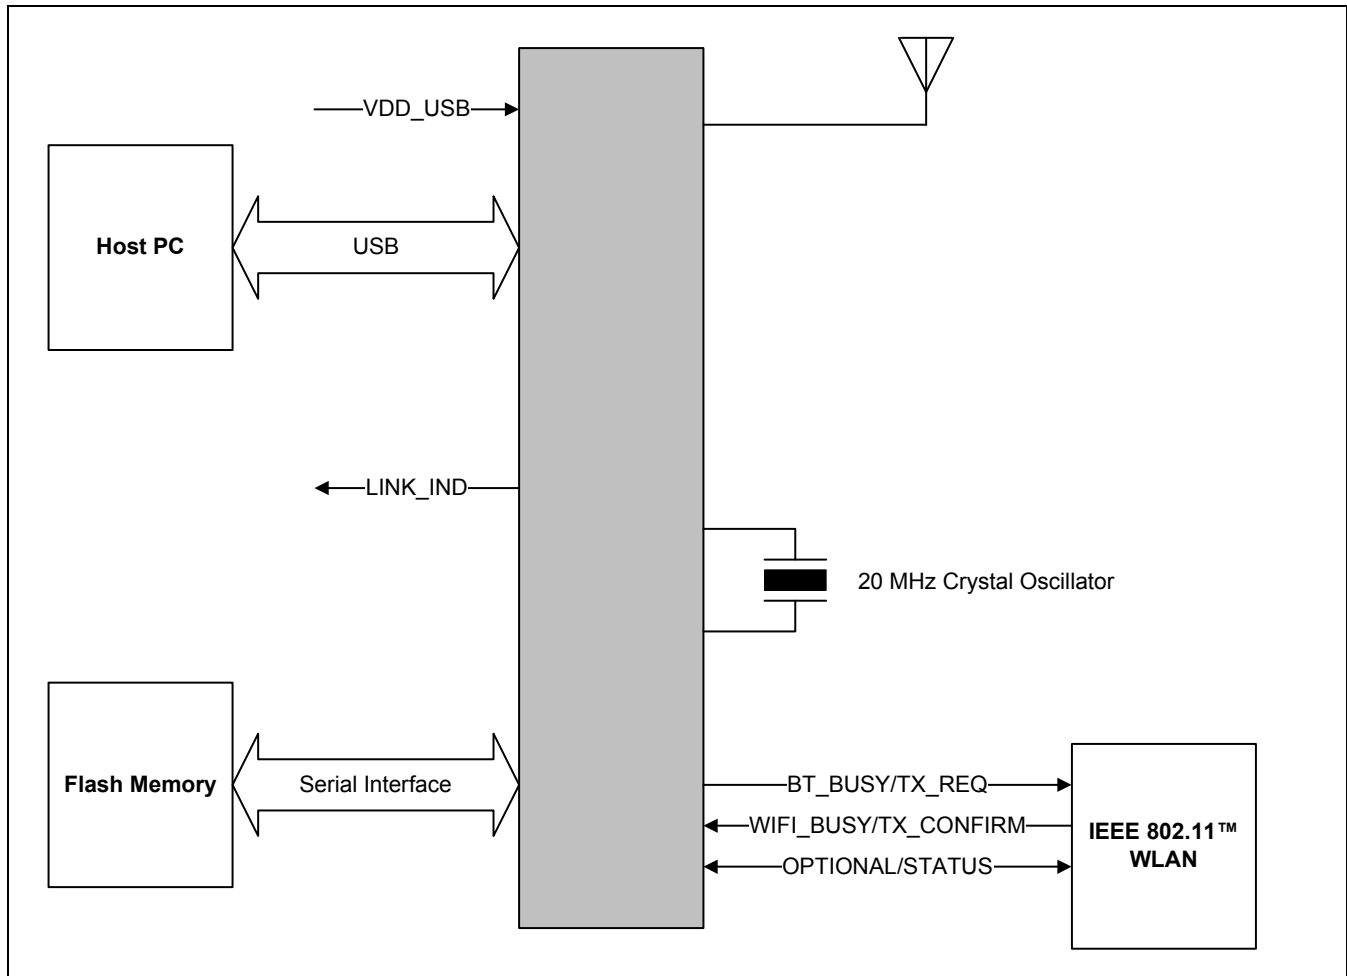 VDD_USB
Host PC
USB
LINK_IND
20 MHz Crystal Oscillator
Flash Memory
Serial Interface
BT_BUSY/TX_REQ
WIFI_BUSY/TX_CONFIRM
OPTIONAL/STATUS
IEEE 802.11™
WLAN